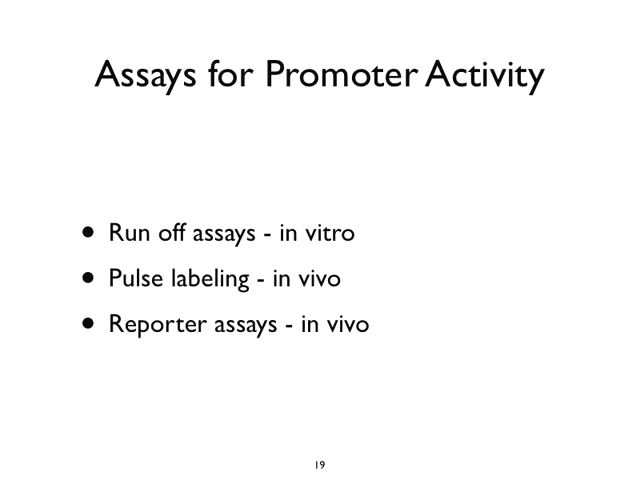 Assays for Promoter Activity
• Run off assays - in vitro
• Pulse labeling - in vivo
• Reporter assays - in vivo
19